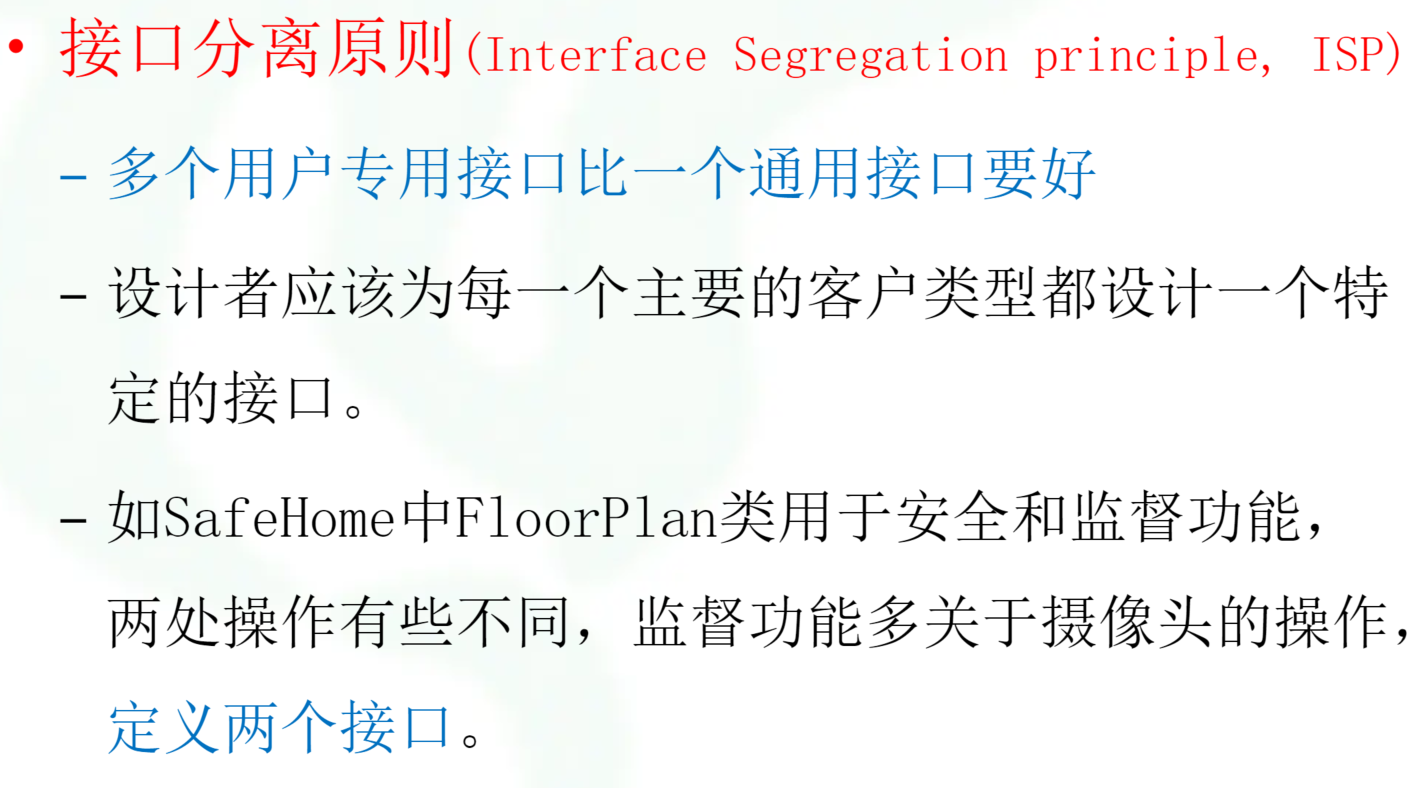 • 接口分离原则(Interface Segregation principle, ISP)
– 多个用户专用接口比一个通用接口要好
– 设计者应该为每一个主要的客户类型都设计一个特
定的接口。
– 如SafeHome中FloorPlan类用于安全和监督功能，
两处操作有些不同，监督功能多关于摄像头的操作，
定义两个接口。